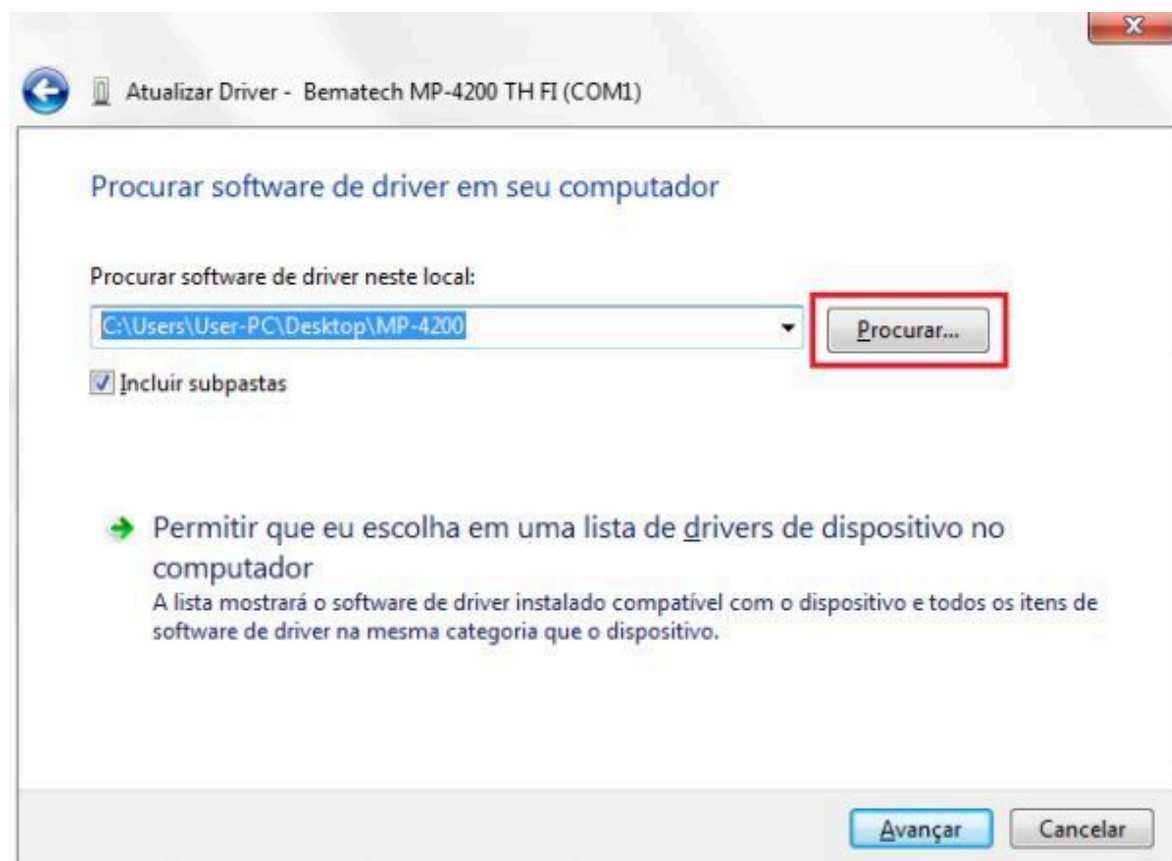 Atualizar Driver - Bematech MP-4200 TH FI (COM1)
Procurar software de driver em seu computador
Procurar software de driver neste local:
C:\Users\User-PC\Desktop\MP-4200
Procurar...
Incluir subpastas
Permitir que eu escolha em uma lista de drivers de dispositivo no
computador
A lista mostrará o software de driver instalado compatível com o dispositivo e todos os itens de
software de driver na mesma categoria que o dispositivo.
Avançar
Cancelar